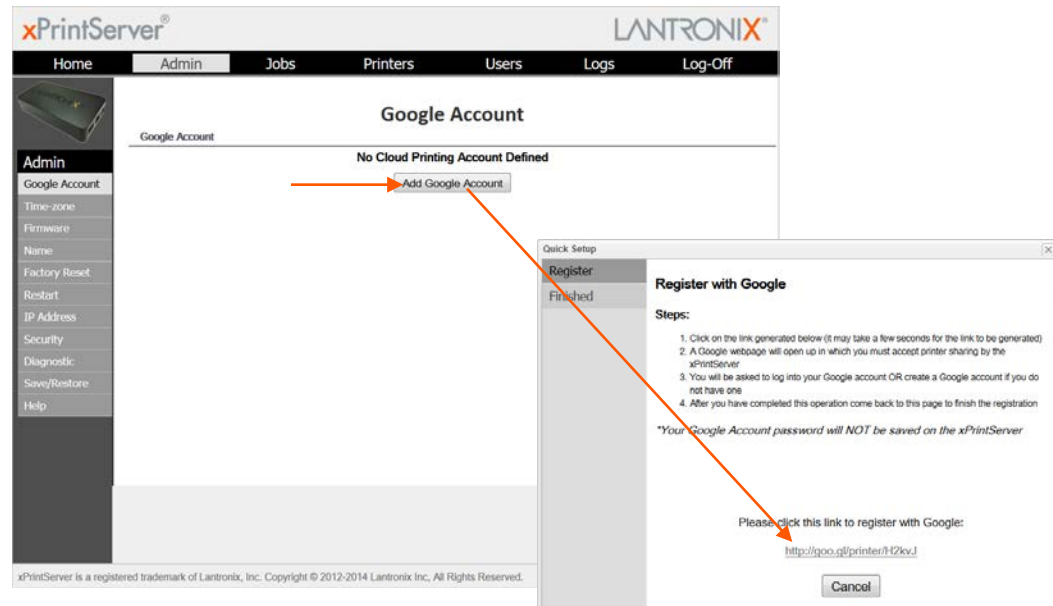 xPrintServer®
LANTRONIX®
Home Admin Jobs Printers Users Logs Log-Off
LANTRONIX
Google Account
Google Account
No Cloud Printing Account Defined
Add Google Account
Admin
Google Account
Time-zone
Firmware
Name
Factory Reset
Restart
IP Address
Security
Diagnostic
Save/Restore
Help
xPrintServer is a registered trademark of Lantronix, Inc. Copyright © 2012-2014 Lantronix Inc, All Rights Reserved.
Quick Setup
Register
Finished
Register with Google
Steps:
1. Click on the link generated below (it may take a few seconds for the link to be generated)
2. A Google webpage will open up in which you must accept printer sharing by the
xPrintServer
3. You will be asked to log into your Google account OR create a Google account if you do
not have one
4. After you have completed this operation come back to this page to finish the registration
*Your Google Account password will NOT be saved on the xPrintServer
Please click this link to register with Google:
http://goo.gl/printer/H2kvJ
Cancel